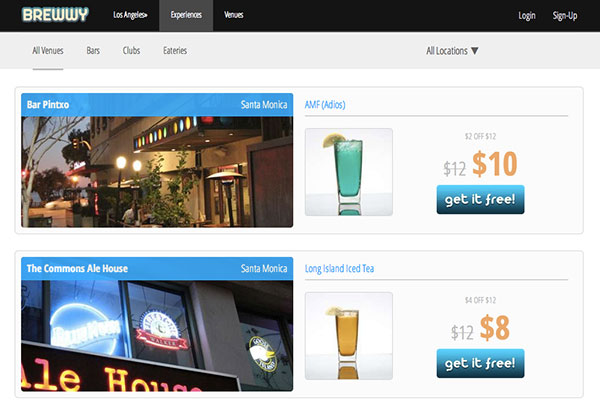 BREWWY
Los Angeles▸ Experiences Venues Login Sign-Up
All Venues Bars Clubs Eateries All Locations ▼
Bar Pintxo Santa Monica
AMF (Adios)
$2 OFF $12
$12 $10
get it free!
The Commons Ale House Santa Monica
Long Island Iced Tea
$4 OFF $12
$12 $8
get it free!
GOOSE ISLAND
Ale House